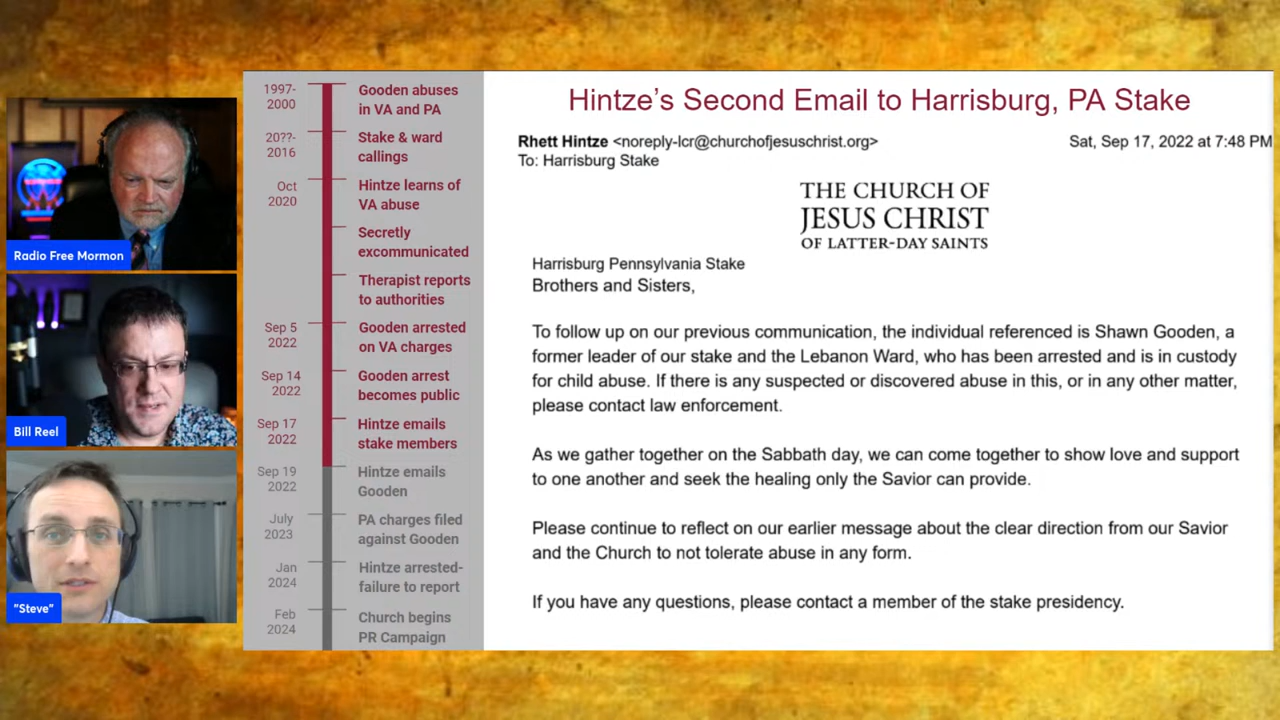 Radio Free Mormon
Bill Reel
"Steve"
1997-
2000
Gooden abuses
in VA and PA
20??-
2016
Stake & ward
callings
Oct
2020
Hintze learns of
VA abuse
Secretly
excommunicated
Therapist reports
to authorities
Sep 5
2022
Gooden arrested
on VA charges
Sep 14
2022
Gooden arrest
becomes public
Sep 17
2022
Hintze emails
stake members
Sep 19
2022
Hintze emails
Gooden
July
2023
PA charges filed
against Gooden
Jan
2024
Hintze arrested-
failure to report
Feb
2024
Church begins
PR Campaign
Hintze's Second Email to Harrisburg, PA Stake
Rhett Hintze <noreply-lcr@churchofjesuschrist.org> Sat, Sep 17, 2022 at 7:48 PM
To: Harrisburg Stake
THE CHURCH OF
JESUS CHRIST
OF LATTER-DAY SAINTS
Harrisburg Pennsylvania Stake
Brothers and Sisters,
To follow up on our previous communication, the individual referenced is Shawn Gooden, a
former leader of our stake and the Lebanon Ward, who has been arrested and is in custody
for child abuse. If there is any suspected or discovered abuse in this, or in any other matter,
please contact law enforcement.
As we gather together on the Sabbath day, we can come together to show love and support
to one another and seek the healing only the Savior can provide.
Please continue to reflect on our earlier message about the clear direction from our Savior
and the Church to not tolerate abuse in any form.
If you have any questions, please contact a member of the stake presidency.